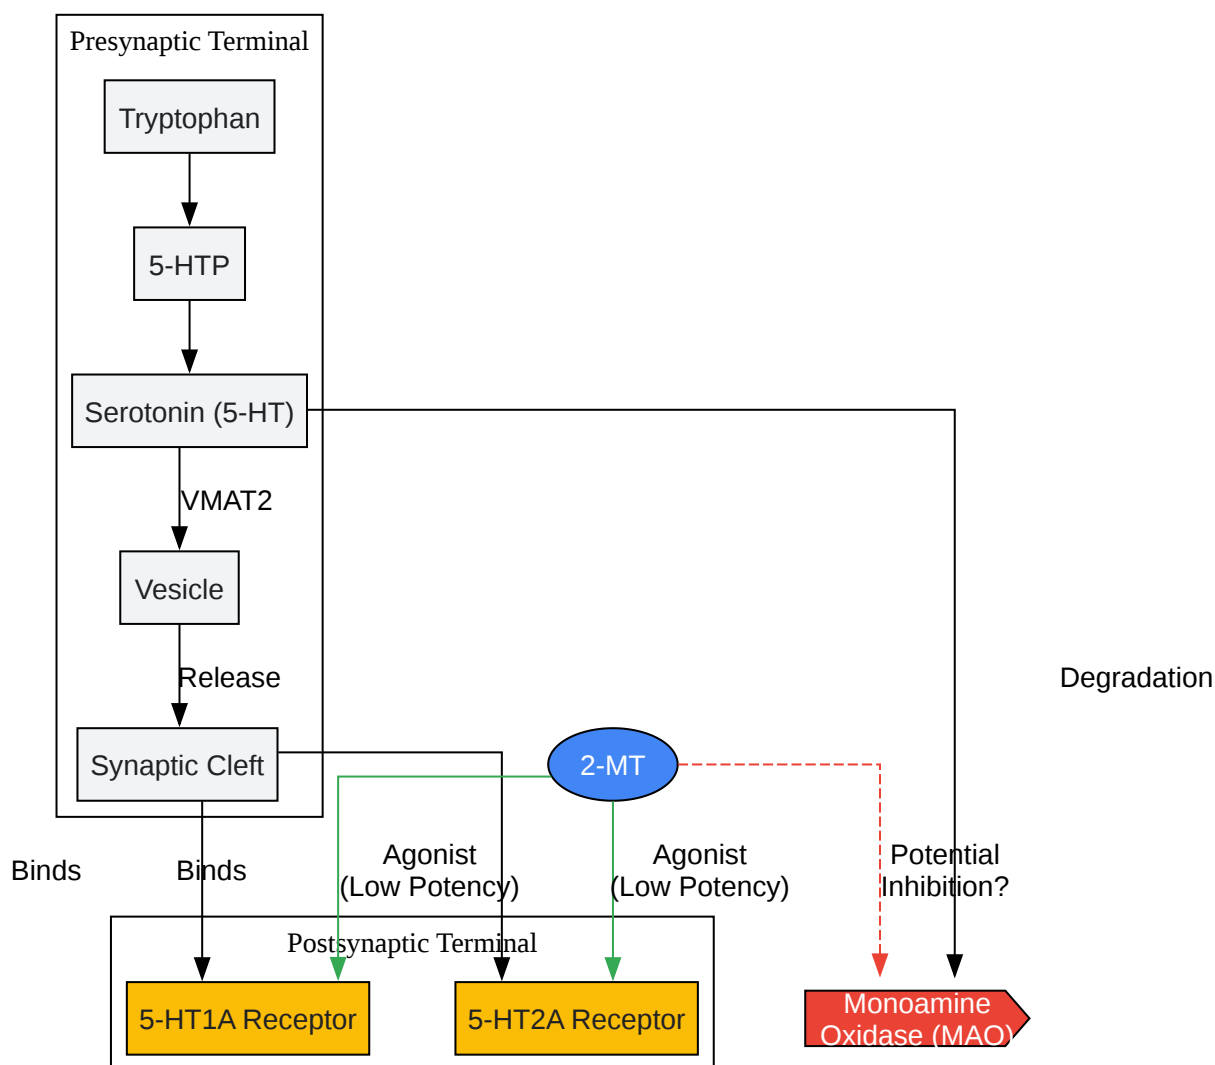 Presynaptic Terminal
Tryptophan
5-HTP
Serotonin (5-HT)
VMAT2
Vesicle
Release
Degradation
Synaptic Cleft
2-MT
Binds
Binds
Agonist
(Low Potency)
Agonist
(Low Potency)
Potential
Inhibition?
Postsynaptic Terminal
5-HT1A Receptor
5-HT2A Receptor
Monoamine
Oxidase (MAO)